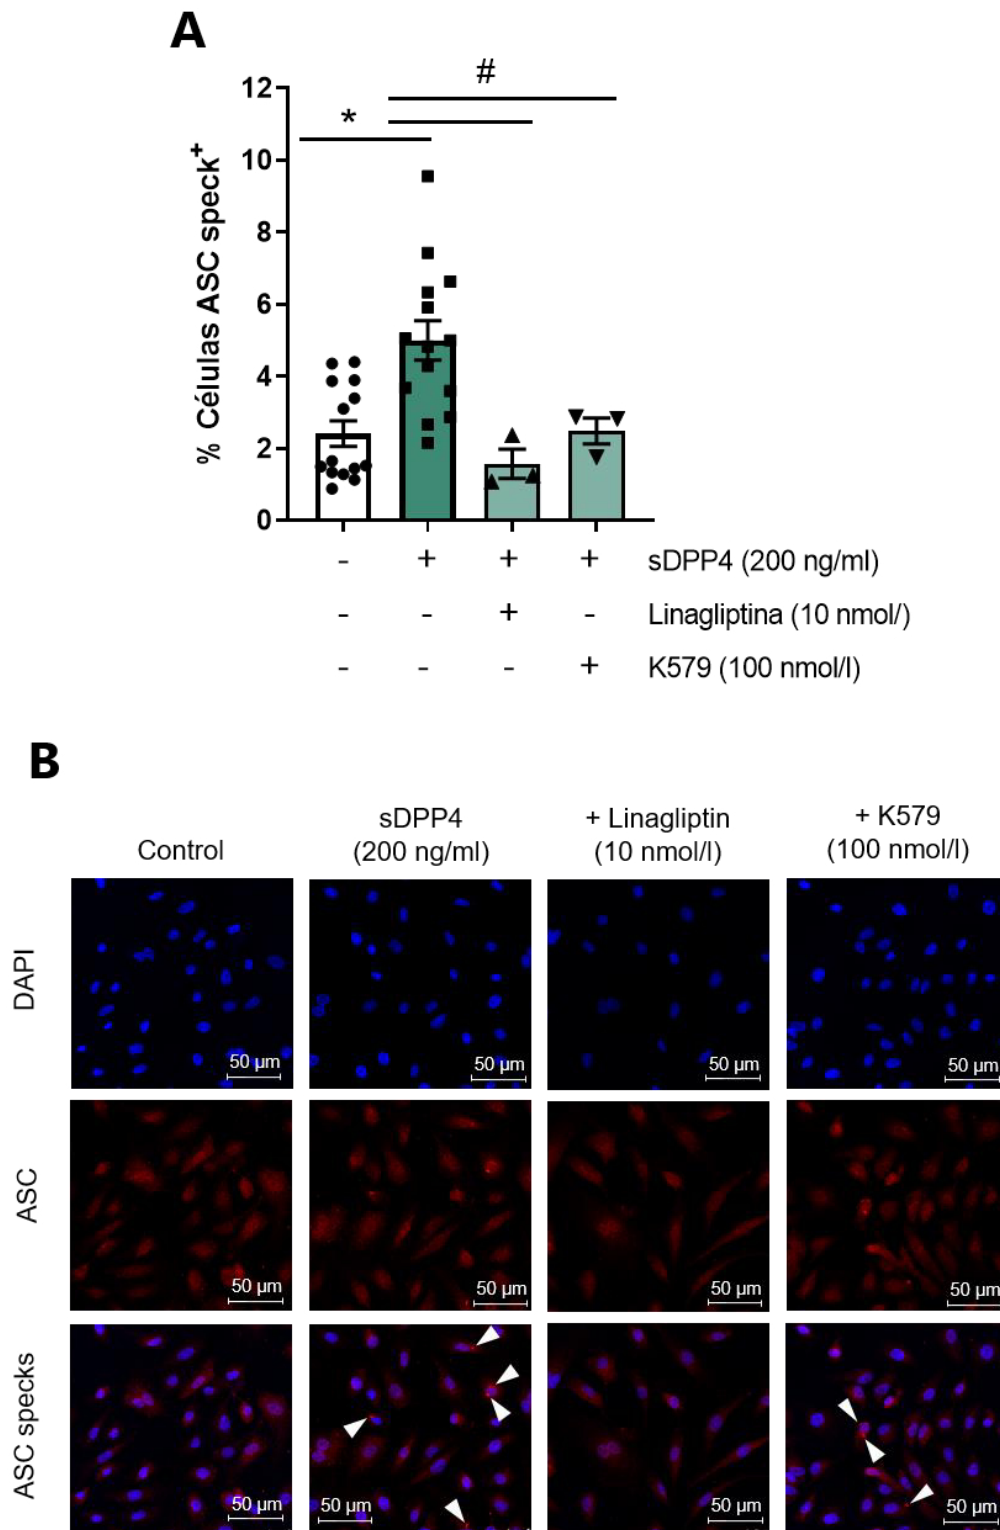 A
#
*
12
10
8
6
4
2
0
% Células ASC speck+
- + + + sDPP4 (200 ng/ml)
- - + - Linagliptina (10 nmol/)
- - - + K579 (100 nmol/l)
B
Control
sDPP4
(200 ng/ml)
+ Linagliptin
(10 nmol/l)
+ K579
(100 nmol/l)
DAPI
50 µm
50 µm
50 µm
50 µm
ASC
50 µm
50 µm
50 µm
50 µm
ASC specks
50 µm
50 µm
50 µm
50 µm